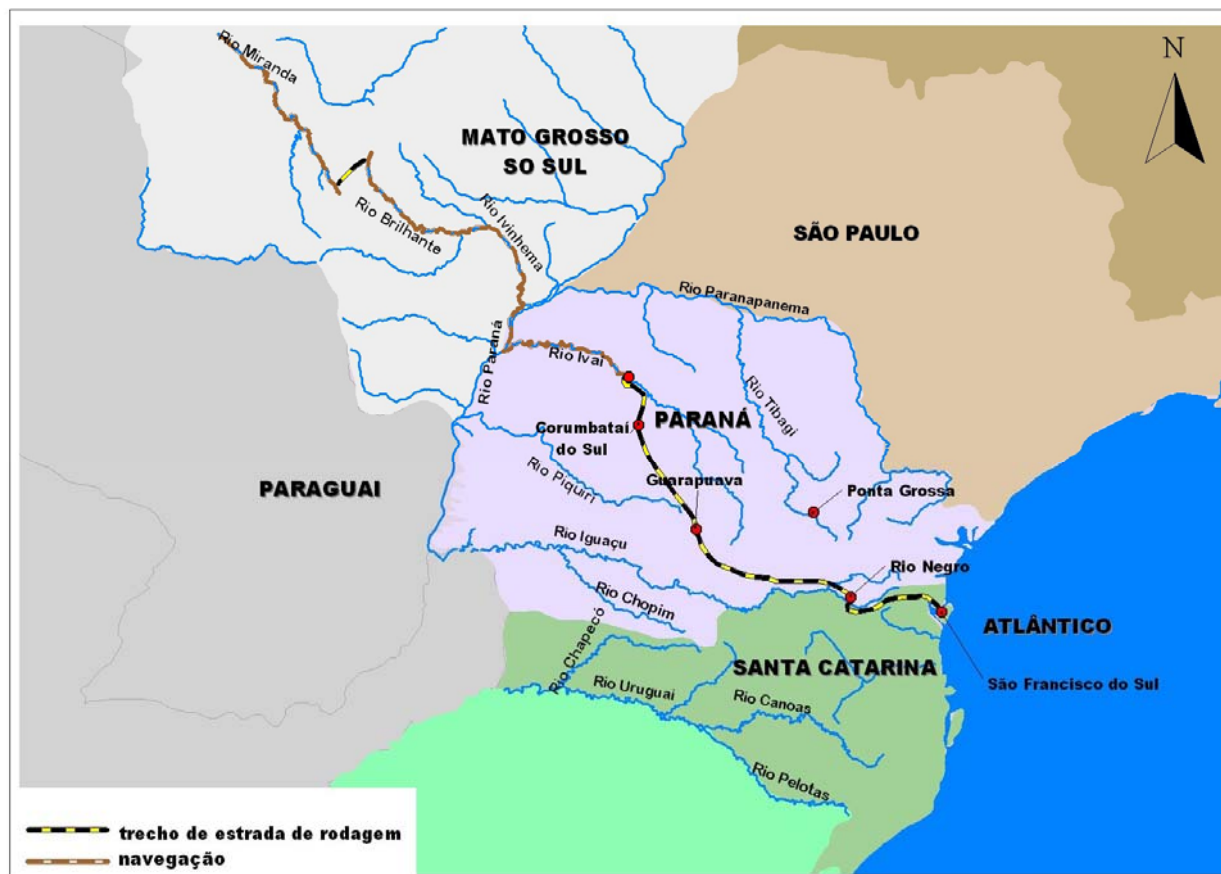 Rio Miranda
N
MATO GROSSO
SO SUL
Rio Brilhante
Rio Ivinhema
SÃO PAULO
Rio Paranapanema
Rio Paraná
Rio Ivaí
Rio Tibagi
PARANÁ
Corumbataí
do Sul
Guarapuava
Ponta Grossa
PARAGUAI
Rio Piquiri
Rio Iguaçu
Rio Negro
Rio Chopim
ATLÂNTICO
Rio Chapecó
SANTA CATARINA
São Francisco do Sul
Rio Uruguai
Rio Canoas
Rio Pelotas
trecho de estrada de rodagem
navegação